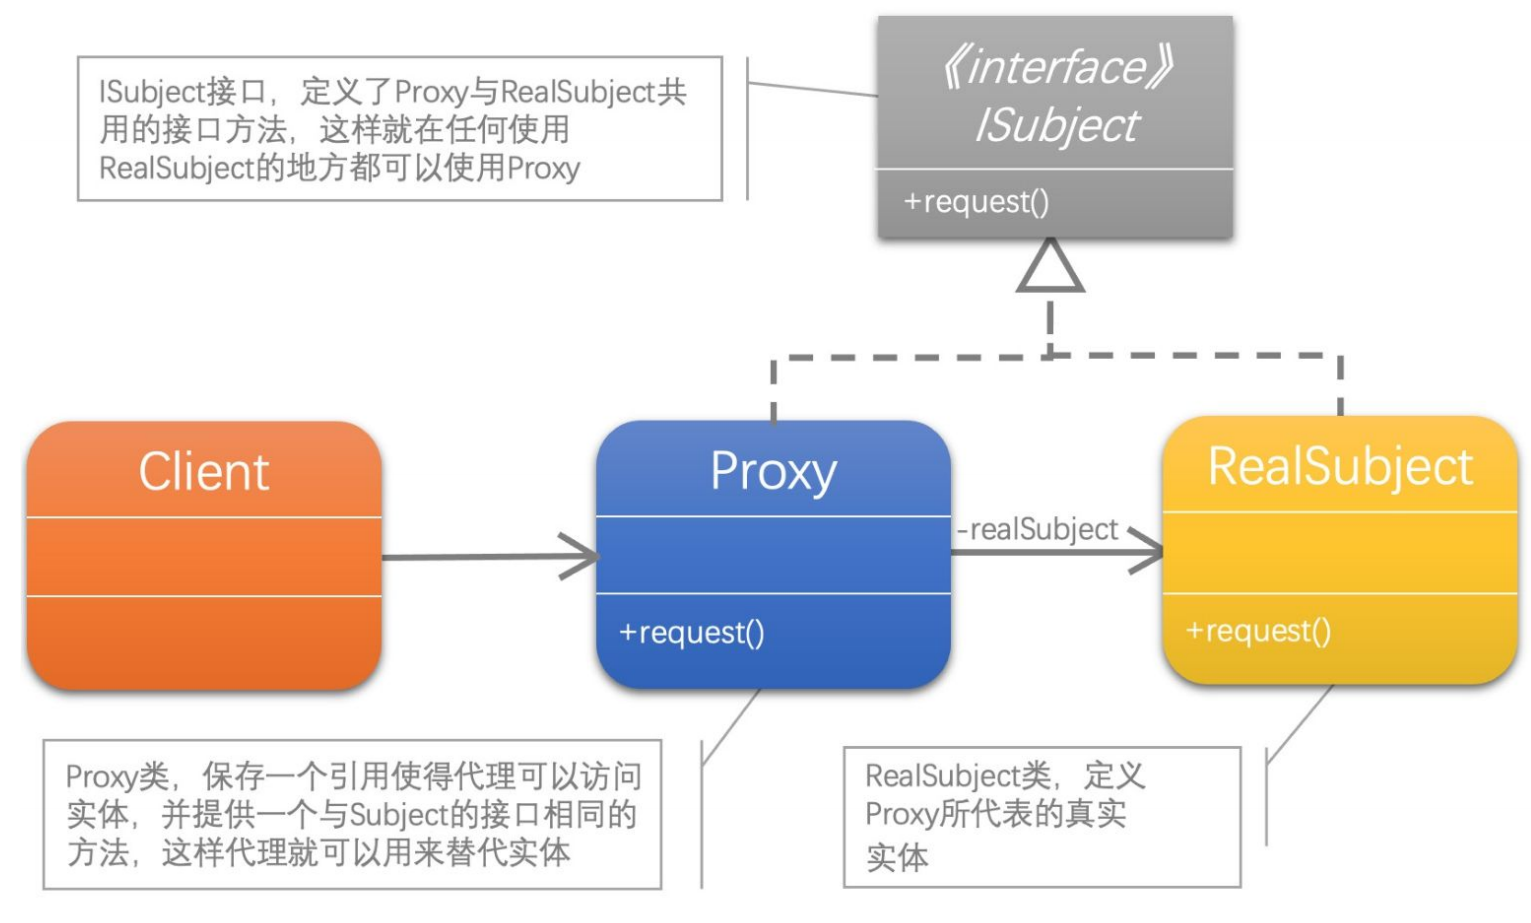 《interface》
ISubject
+request()
ISubject接口，定义了Proxy与RealSubject共
用的接口方法，这样就在任何使用
RealSubject的地方都可以使用Proxy
Client
Proxy
+request()
-realSubject
RealSubject
+request()
Proxy类，保存一个引用使得代理可以访问
实体，并提供一个与Subject的接口相同的
方法，这样代理就可以用来替代实体
RealSubject类，定义
Proxy所代表的真实
实体